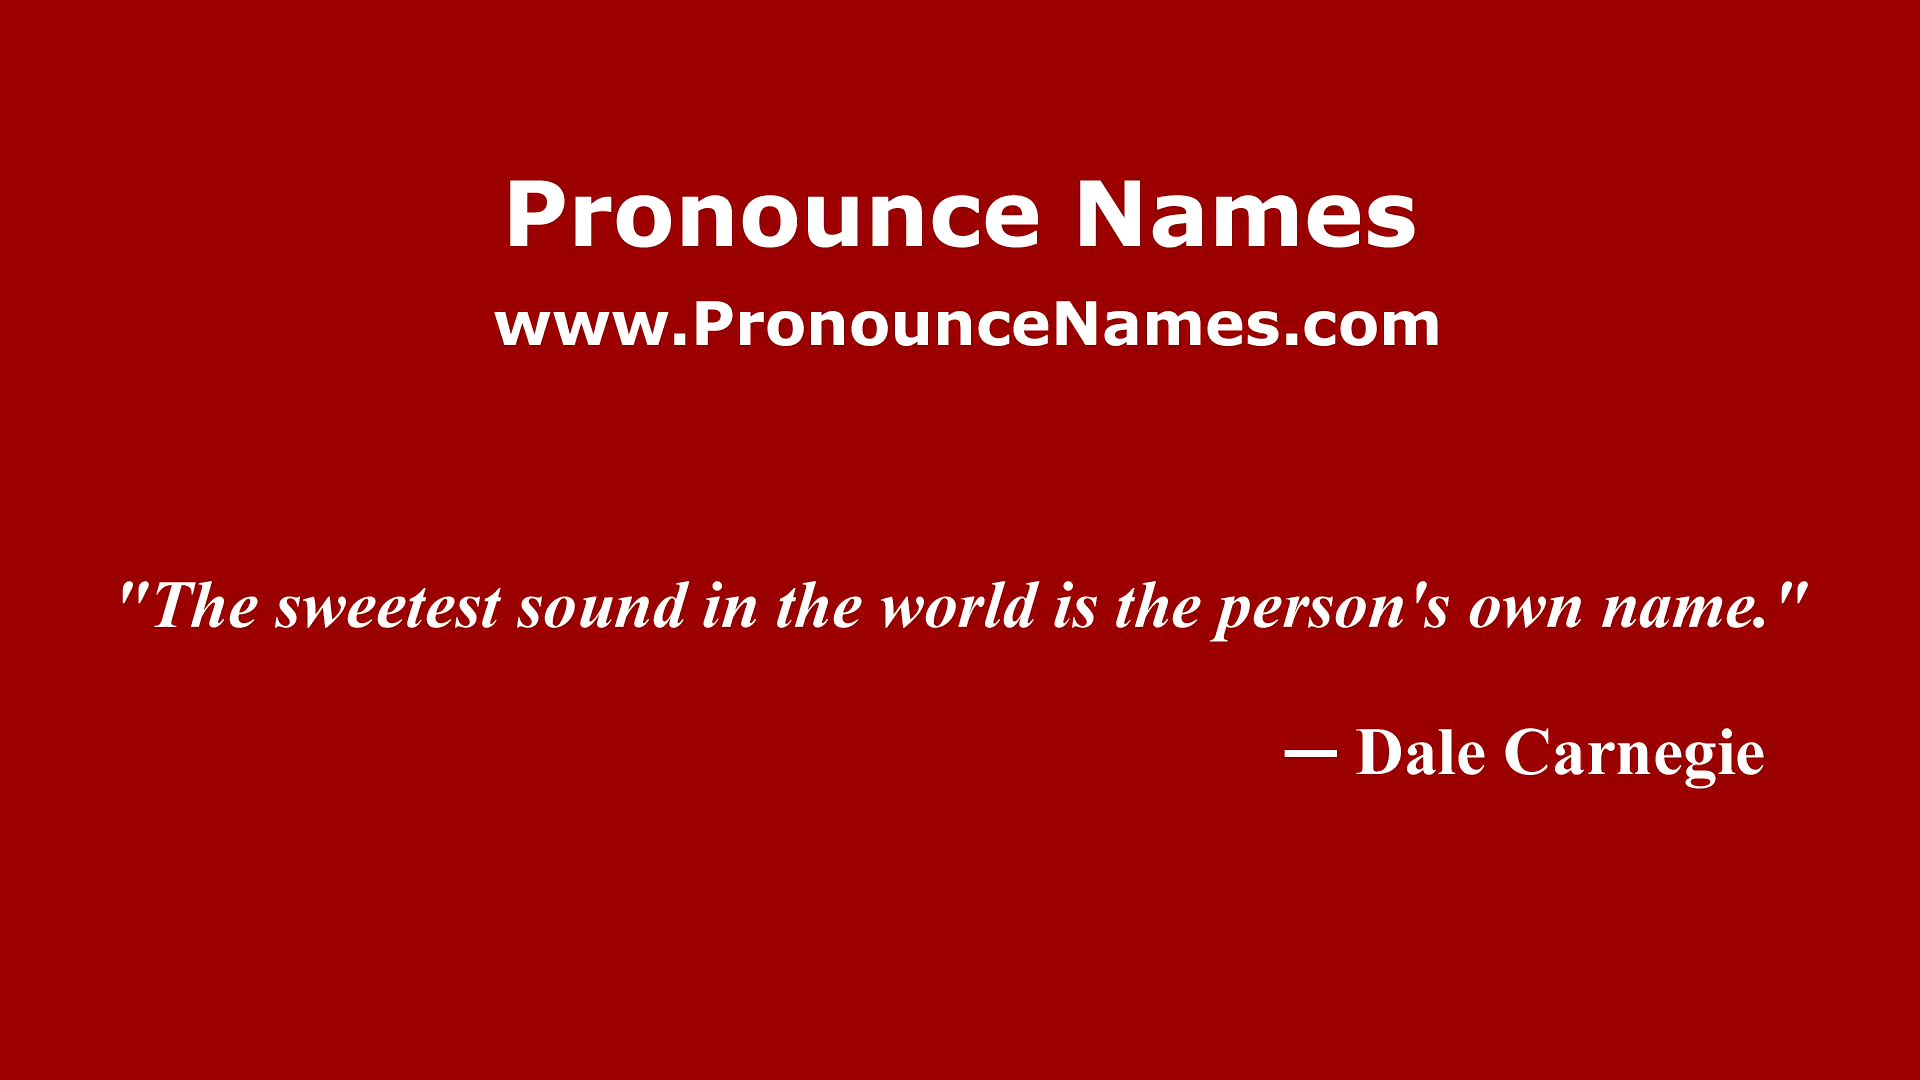 Pronounce Names
www.PronounceNames.com
"The sweetest sound in the world is the person's own name."
— Dale Carnegie